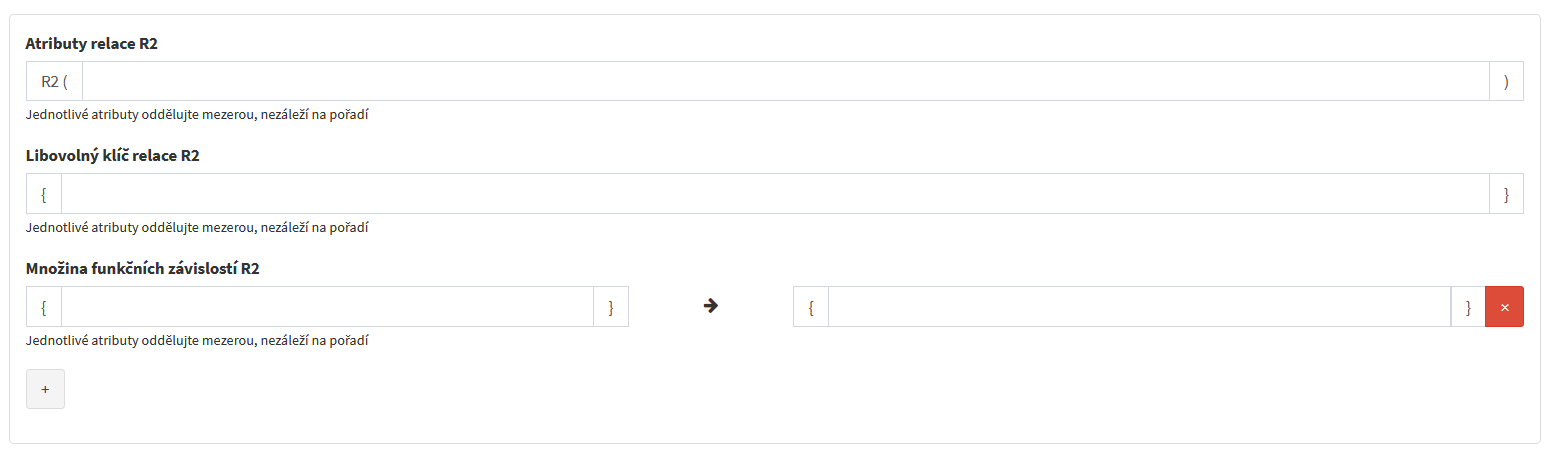 Atributy relace R2
R2 ( )
Jednotlivé atributy oddělujte mezerou, nezáleží na pořadí
Libovolný klíč relace R2
{ }
Jednotlivé atributy oddělujte mezerou, nezáleží na pořadí
Množina funkčních závislostí R2
{ } → { } ×
Jednotlivé atributy oddělujte mezerou, nezáleží na pořadí
+